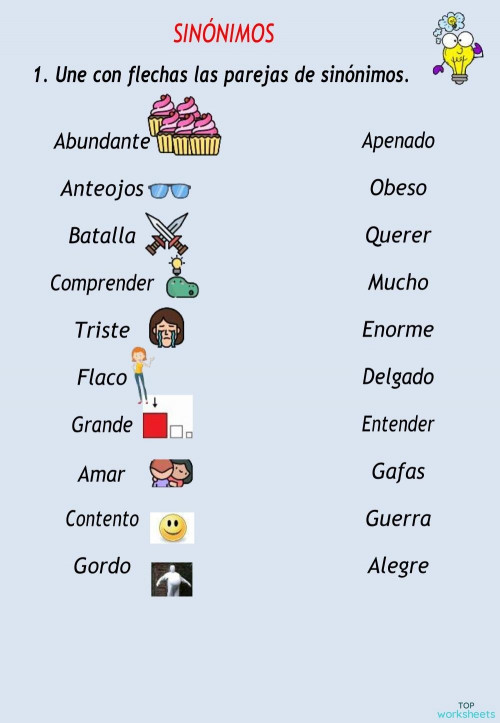 SINÓNIMOS
1. Une con flechas las parejas de sinónimos.
Abundante Apenado
Anteojos Obeso
Batalla Querer
Comprender Mucho
Triste Enorme
Flaco Delgado
Grande Entender
Amar Gafas
Contento Guerra
Gordo Alegre
TOP
worksheets